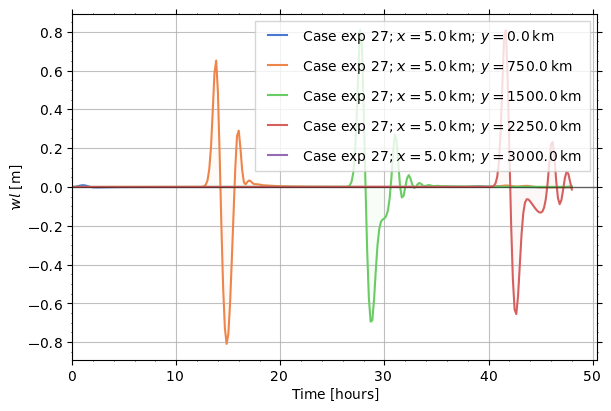 Case exp 27; x = 5.0 km; y = 0.0 km
Case exp 27; x = 5.0 km; y = 750.0 km
Case exp 27; x = 5.0 km; y = 1500.0 km
Case exp 27; x = 5.0 km; y = 2250.0 km
Case exp 27; x = 5.0 km; y = 3000.0 km
wl [m]
0.8
0.6
0.4
0.2
0.0
−0.2
−0.4
−0.6
−0.8
0 10 20 30 40 50
Time [hours]